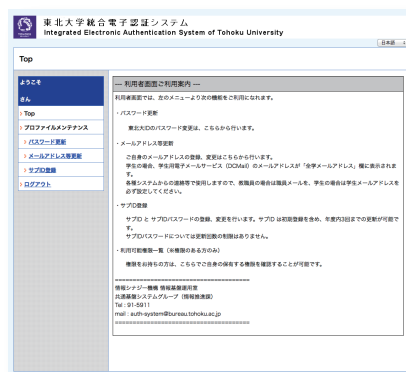 東北大学統合電子認証システム
Integrated Electronic Authentication System of Tohoku University
日本語
Top
ようこそ
さん
Top
プロファイルメンテナンス
パスワード更新
メールアドレス等更新
サブID登録
ログアウト
--- 利用者画面ご利用案内 ---
利用者画面では、左のメニューより次の機能をご利用になれます。
・パスワード更新
東北大IDのパスワード変更は、こちらから行います。
・メールアドレス等更新
ご自身のメールアドレスの登録、変更はこちらから行います。
学生の場合、学生用電子メールサービス（DCMail）のメールアドレスが「全学メールアドレス」欄に表示されま
す。
各種システムからの連絡等で使用しますので、教職員の場合は職員メールを、学生の場合は学生メールアドレスを
必ず設定してください。
・サブID登録
サブID と サブIDパスワードの登録、変更を行います。サブID は初期登録を含め、年度内3回までの更新が可能で
す。
サブIDパスワードについては更新回数の制限はありません。
・利用可能権限一覧（※権限のある方のみ）
権限をお持ちの方は、こちらでご自身の保有する権限を確認することが可能です。
====================================
情報シナジー機構 情報基盤運用室
共通基盤システムグループ（情報推進課）
Tel : 91-5911
mail : auth-system@bureau.tohoku.ac.jp
====================================